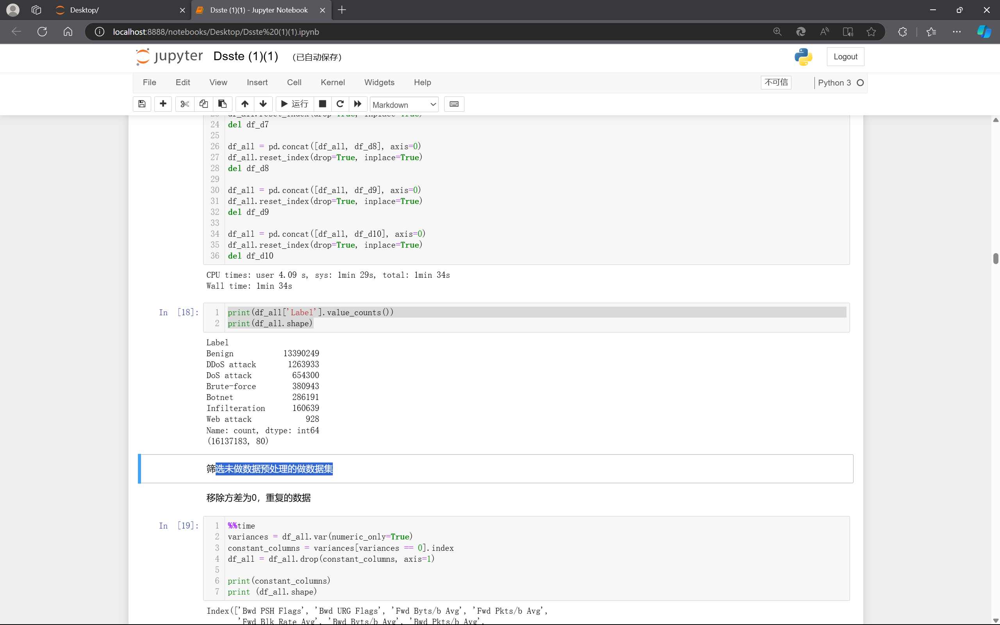 Desktop/
Dsste (1)(1) - Jupyter Notebook
localhost:8888/notebooks/Desktop/Dsste%20(1)(1).ipynb
jupyter Dsste (1)(1) (已自动保存)
Logout
File Edit View Insert Cell Kernel Widgets Help
不可信
Python 3
运行
Markdown
23 df_all.reset_index(drop=True, inplace=True)
24 del df_d7
25
26 df_all = pd.concat([df_all, df_d8], axis=0)
27 df_all.reset_index(drop=True, inplace=True)
28 del df_d8
29
30 df_all = pd.concat([df_all, df_d9], axis=0)
31 df_all.reset_index(drop=True, inplace=True)
32 del df_d9
33
34 df_all = pd.concat([df_all, df_d10], axis=0)
35 df_all.reset_index(drop=True, inplace=True)
36 del df_d10
CPU times: user 4.09 s, sys: 1min 29s, total: 1min 34s
Wall time: 1min 34s
In [18]:
1 print(df_all['Label'].value_counts())
2 print(df_all.shape)
Label
Benign 13390249
DDoS attack 1263933
DoS attack 654300
Brute-force 380943
Botnet 286191
Infilteration 160639
Web attack 928
Name: count, dtype: int64
(16137183, 80)
筛选未做数据预处理的做数据集
移除方差为0，重复的数据
In [19]:
1 %%time
2 variances = df_all.var(numeric_only=True)
3 constant_columns = variances[variances == 0].index
4 df_all = df_all.drop(constant_columns, axis=1)
5
6 print(constant_columns)
7 print (df_all.shape)
Index(['Bwd PSH Flags', 'Bwd URG Flags', 'Fwd Byts/b Avg', 'Fwd Pkts/b Avg',
'Fwd Blk Rate Avg', 'Bwd Byts/b Avg', 'Bwd Pkts/b Avg',